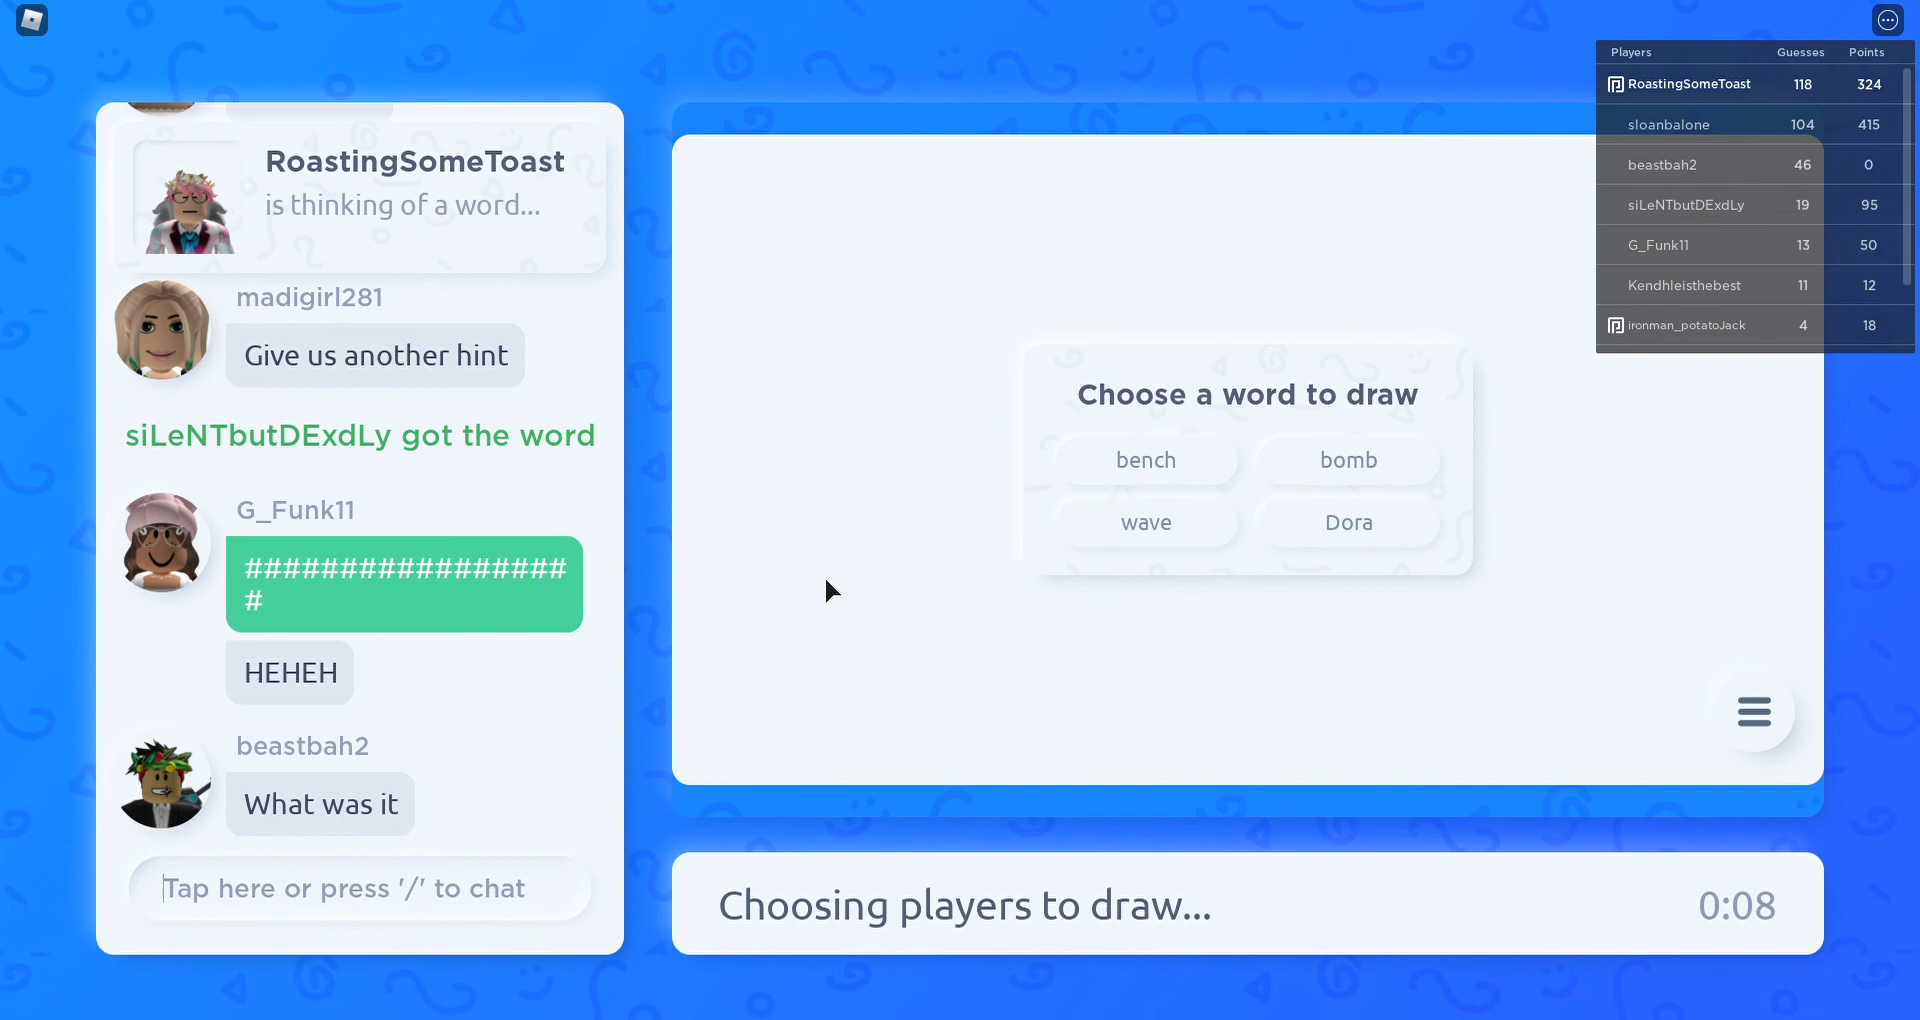 RoastingSomeToast
is thinking of a word...
madigirl281
Give us another hint
siLeNTbutDExdLy got the word
G_Funk11
#################
#
HEHEH
beastbah2
What was it
Tap here or press '/' to chat
Choose a word to draw
bench bomb
wave Dora
Choosing players to draw... 0:08
Players Guesses Points
RoastingSomeToast 118 324
sloanbalone 104 415
beastbah2 46 0
siLeNTbutDExdLy 19 95
G_Funk11 13 50
Kendhleisthebest 11 12
ironman_potatoJack 4 18